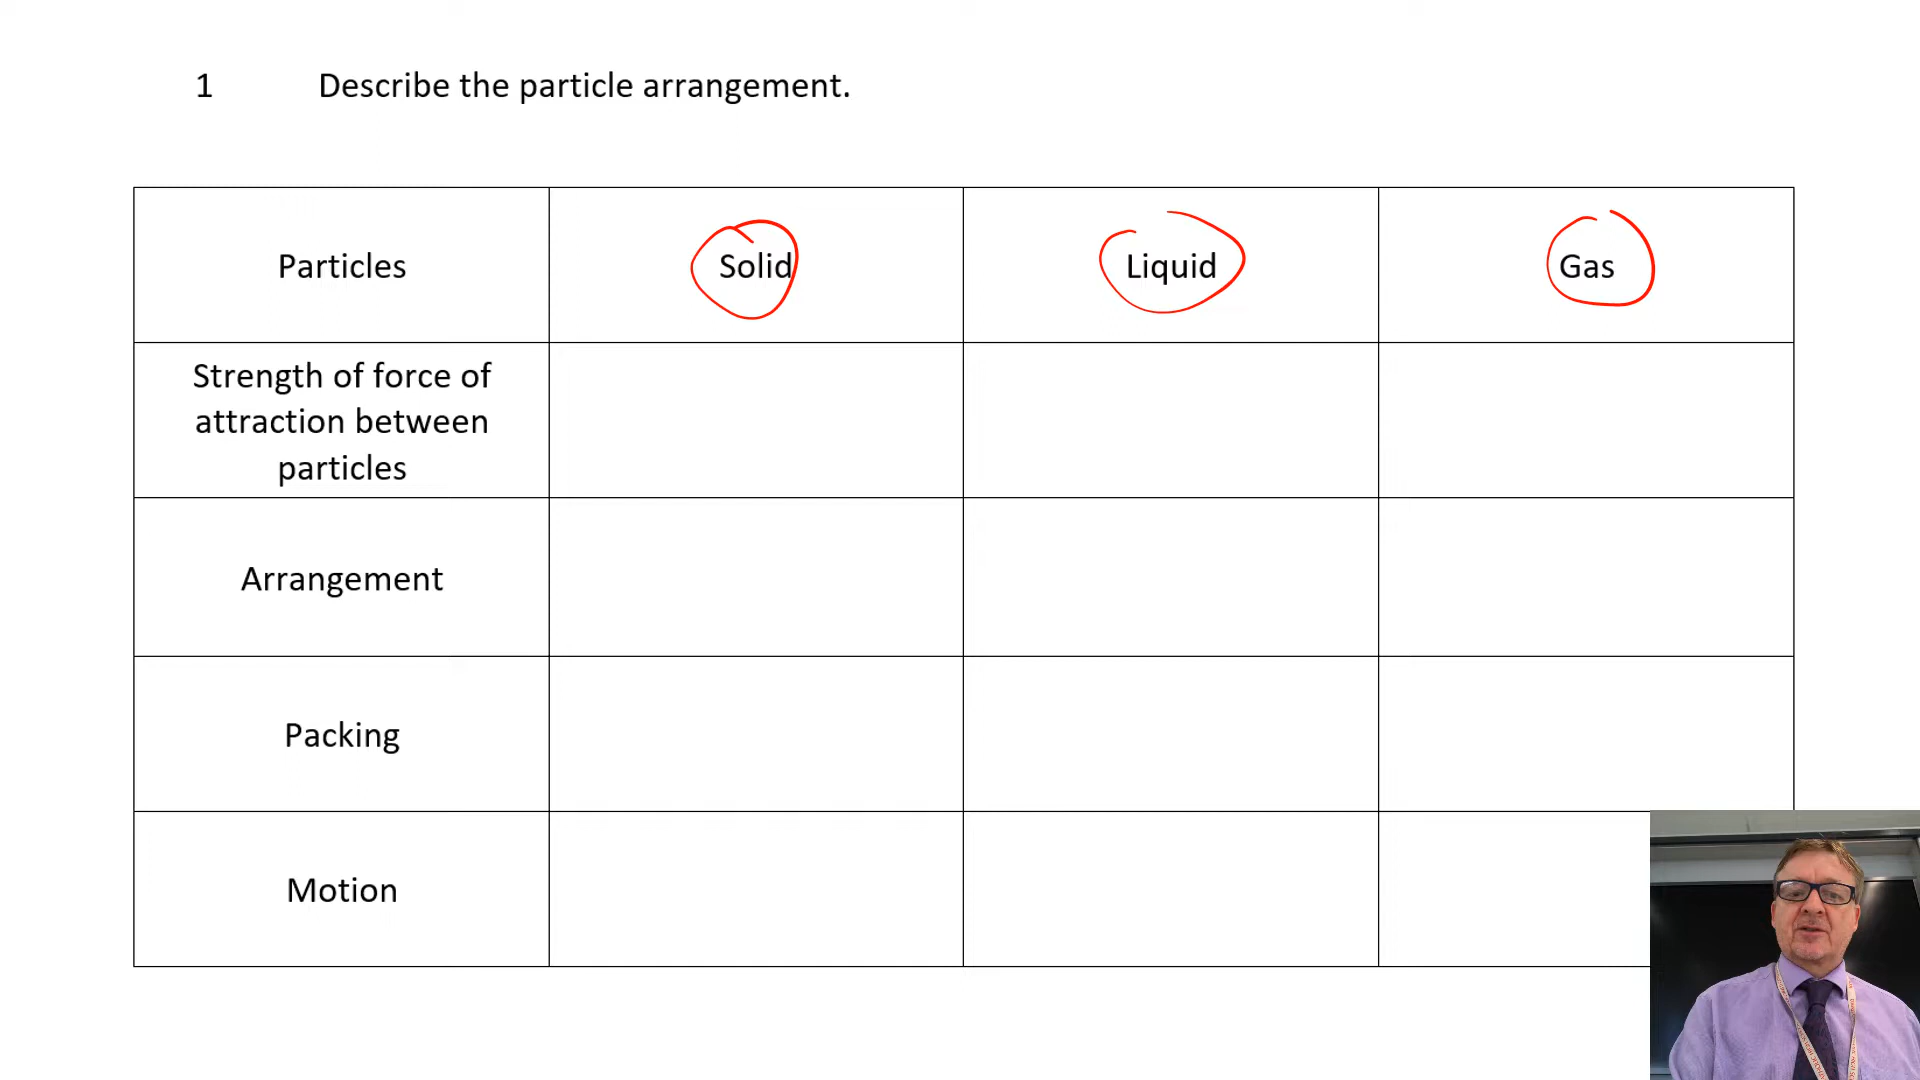 1 Describe the particle arrangement.
Particles Solid Liquid Gas
Strength of force of
attraction between
particles
Arrangement
Packing
Motion